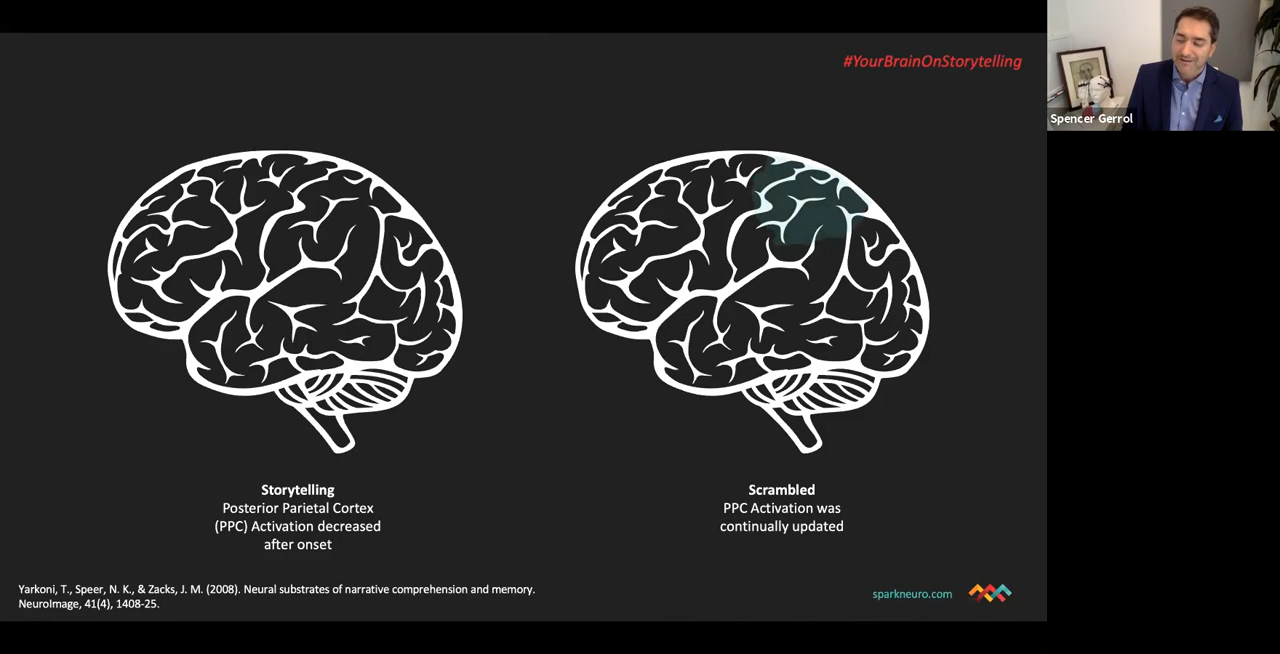 #YourBrainOnStorytelling
Spencer Gerrol
Storytelling
Posterior Parietal Cortex
(PPC) Activation decreased
after onset
Scrambled
PPC Activation was
continually updated
Yarkoni, T., Speer, N. K., & Zacks, J. M. (2008). Neural substrates of narrative comprehension and memory.
NeuroImage, 41(4), 1408-25.
sparkneuro.com